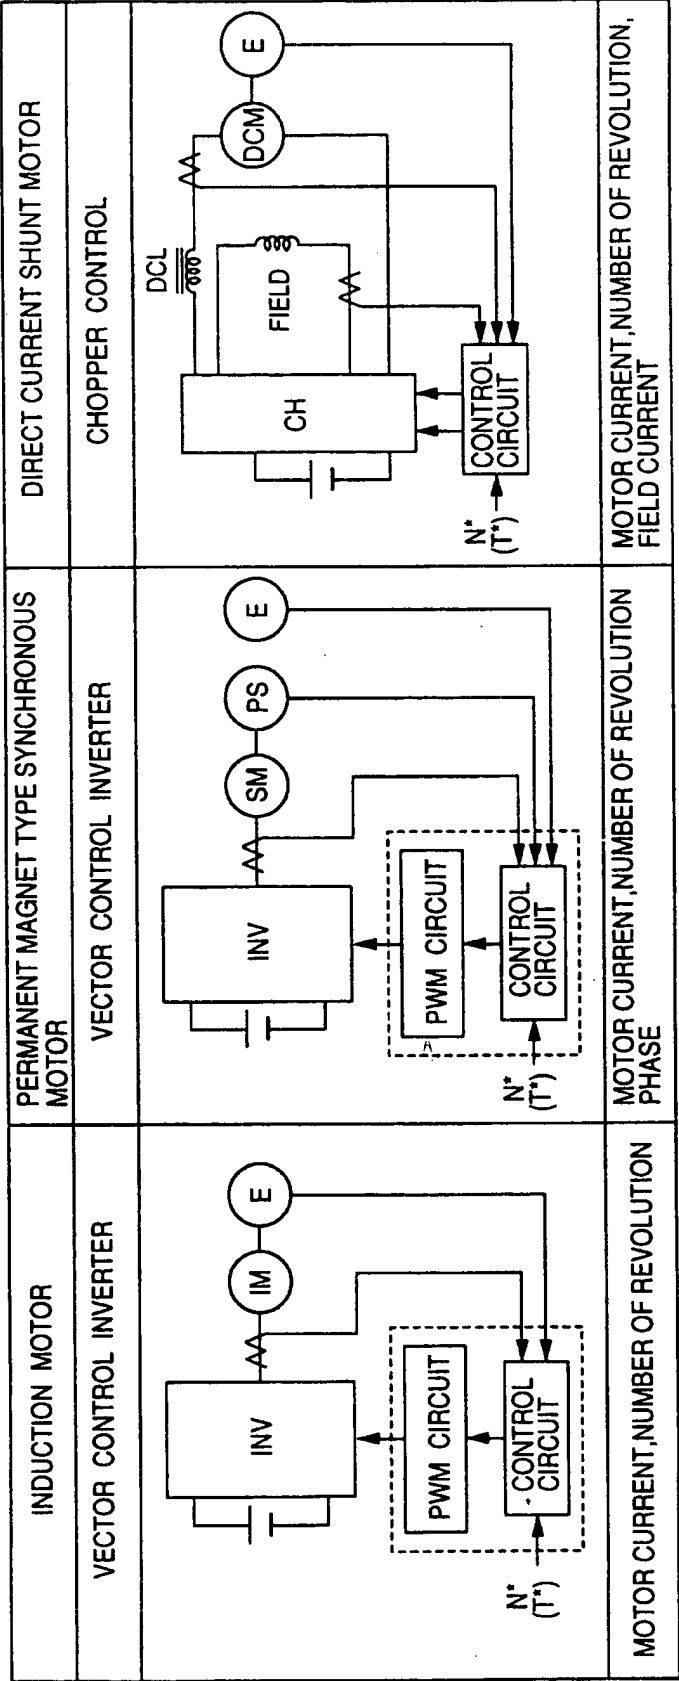 INDUCTION MOTOR
PERMANENT MAGNET TYPE SYNCHRONOUS
MOTOR
DIRECT CURRENT SHUNT MOTOR
VECTOR CONTROL INVERTER
VECTOR CONTROL INVERTER
CHOPPER CONTROL
INV
IM
E
PWM CIRCUIT
CONTROL
CIRCUIT
N*
(T*)
INV
SM
PS
E
PWM CIRCUIT
CONTROL
CIRCUIT
N*
(T*)
DCL
DCM
E
FIELD
CH
CONTROL
CIRCUIT
N*
(T*)
MOTOR CURRENT,NUMBER OF REVOLUTION
MOTOR CURRENT,NUMBER OF REVOLUTION
PHASE
MOTOR CURRENT,NUMBER OF REVOLUTION,
FIELD CURRENT